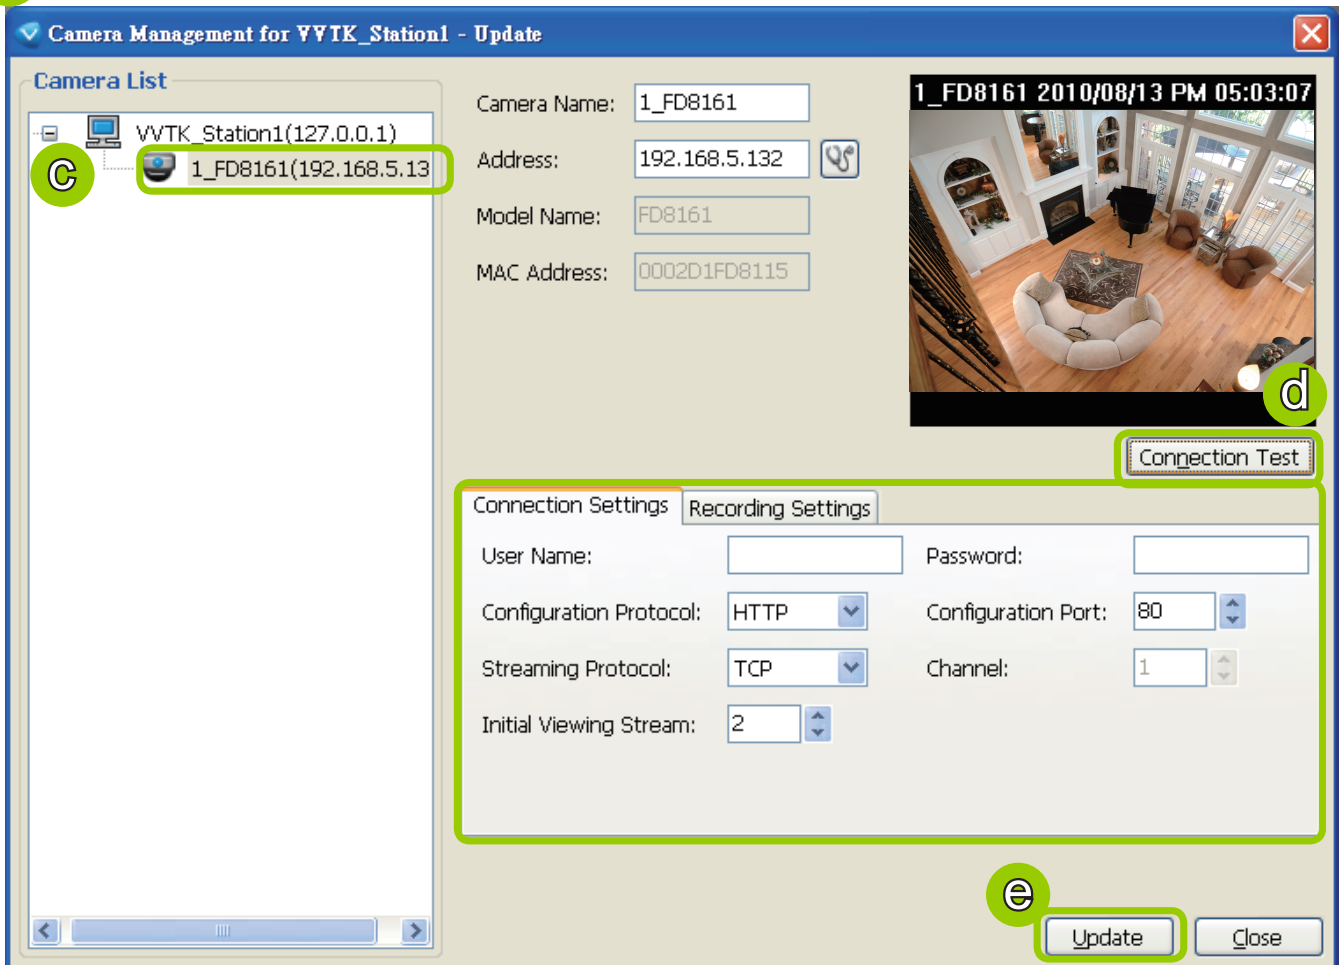 Camera Management for VVTK_Station1 - Update
Camera List
VVTK_Station1(127.0.0.1)
c
1_FD8161(192.168.5.13
Camera Name: 1_FD8161
Address: 192.168.5.132
Model Name: FD8161
MAC Address: 0002D1FD8115
1_FD8161 2010/08/13 PM 05:03:07
d
Connection Test
Connection Settings Recording Settings
User Name: Password:
Configuration Protocol: HTTP Configuration Port: 80
Streaming Protocol: TCP Channel: 1
Initial Viewing Stream: 2
e
Update Close